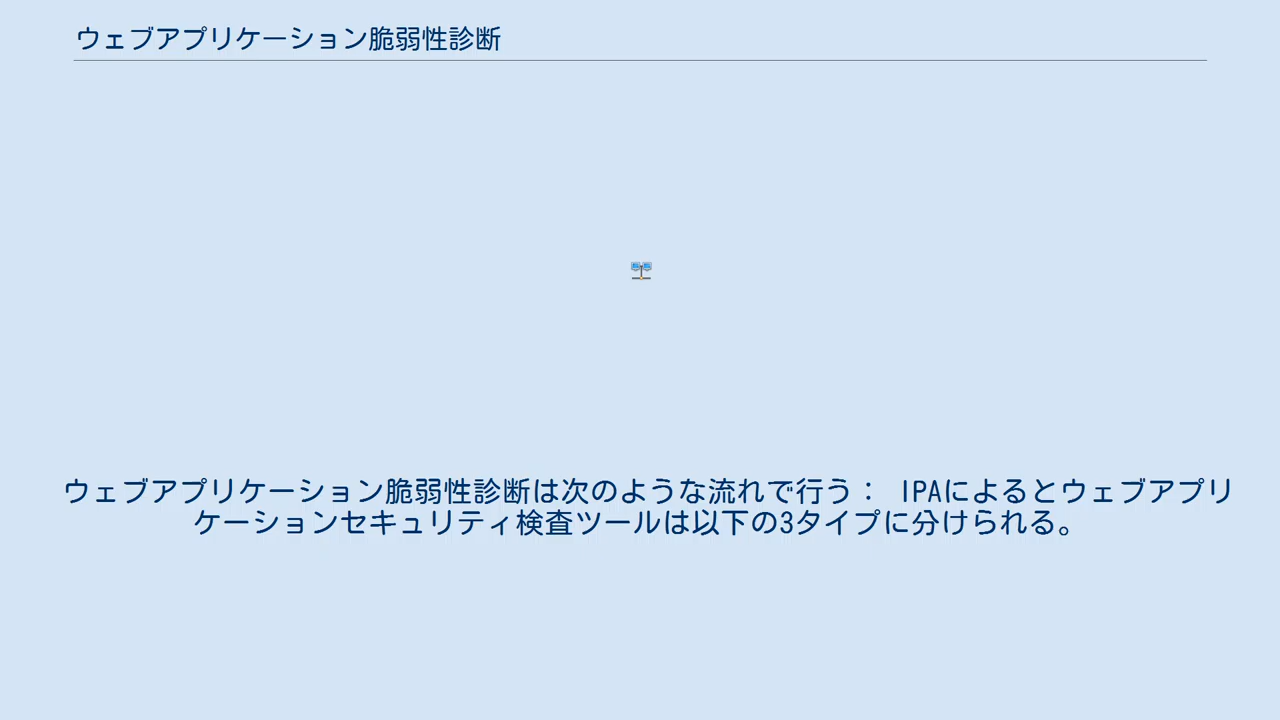 ウェブアプリケーション脆弱性診断
ウェブアプリケーション脆弱性診断は次のような流れで行う： IPAによるとウェブアプリ
ケーションセキュリティ検査ツールは以下の3タイプに分けられる。